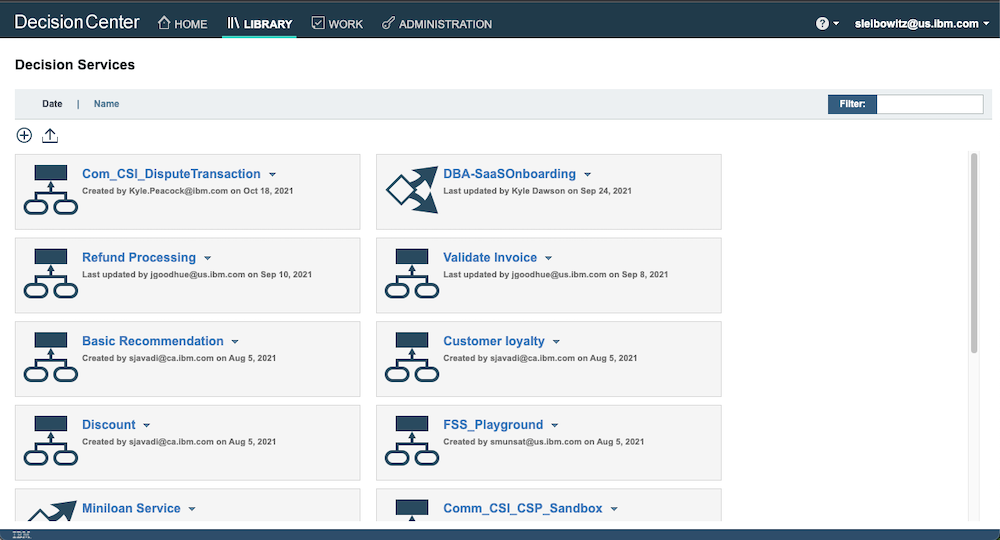 Decision Center HOME LIBRARY WORK ADMINISTRATION ? sleibowitz@us.ibm.com
Decision Services
Date | Name Filter:
Com_CSI_DisputeTransaction
Created by Kyle.Peacock@ibm.com on Oct 18, 2021
DBA-SaaSOnboarding
Last updated by Kyle Dawson on Sep 24, 2021
Refund Processing
Last updated by jgoodhue@us.ibm.com on Sep 10, 2021
Validate Invoice
Last updated by jgoodhue@us.ibm.com on Sep 8, 2021
Basic Recommendation
Created by sjavadi@ca.ibm.com on Aug 5, 2021
Customer loyalty
Created by sjavadi@ca.ibm.com on Aug 5, 2021
Discount
Created by sjavadi@ca.ibm.com on Aug 5, 2021
FSS_Playground
Created by smunsat@us.ibm.com on Aug 5, 2021
Miniloan Service
Comm_CSI_CSP_Sandbox
IBM